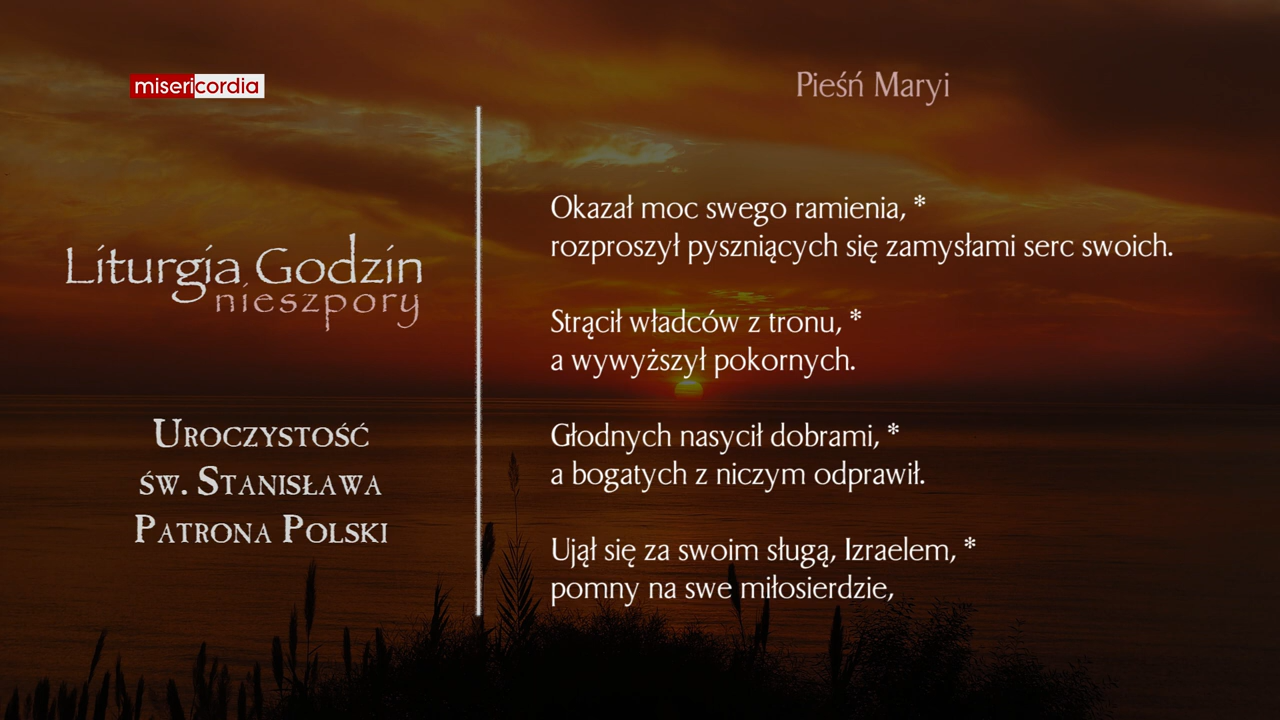 misericordia
Liturgia Godzin
nieszpory
Uroczystość
św. Stanisława
Patrona Polski
Pieśń Maryi
Okazał moc swego ramienia, *
rozproszył pyszniących się zamysłami serc swoich.
Strącił władców z tronu, *
a wywyższył pokornych.
Głodnych nasycił dobrami, *
a bogatych z niczym odprawił.
Ujął się za swoim sługą, Izraelem, *
pomny na swe miłosierdzie,